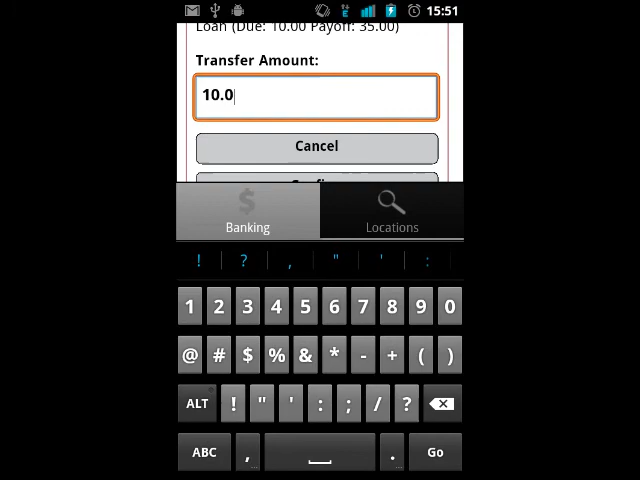 15:51
Loan (Due: 10.00 Payoff: 35.00)
Transfer Amount:
10.0
Cancel
Banking
Locations
! ? , " ' :
1 2 3 4 5 6 7 8 9 0
@ # $ % & * - + ( )
ALT ! " ' : ; / ?
ABC , . Go